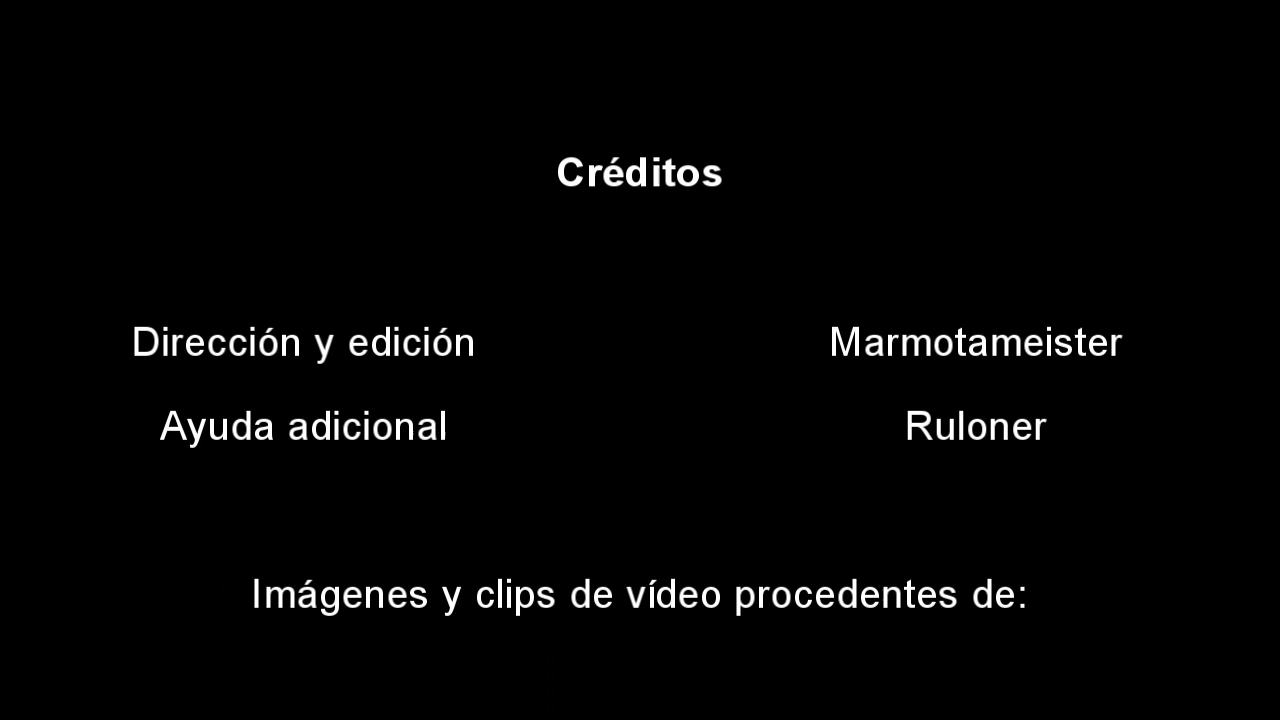 Créditos
Dirección y edición Marmotameister
Ayuda adicional Ruloner
Imágenes y clips de vídeo procedentes de: